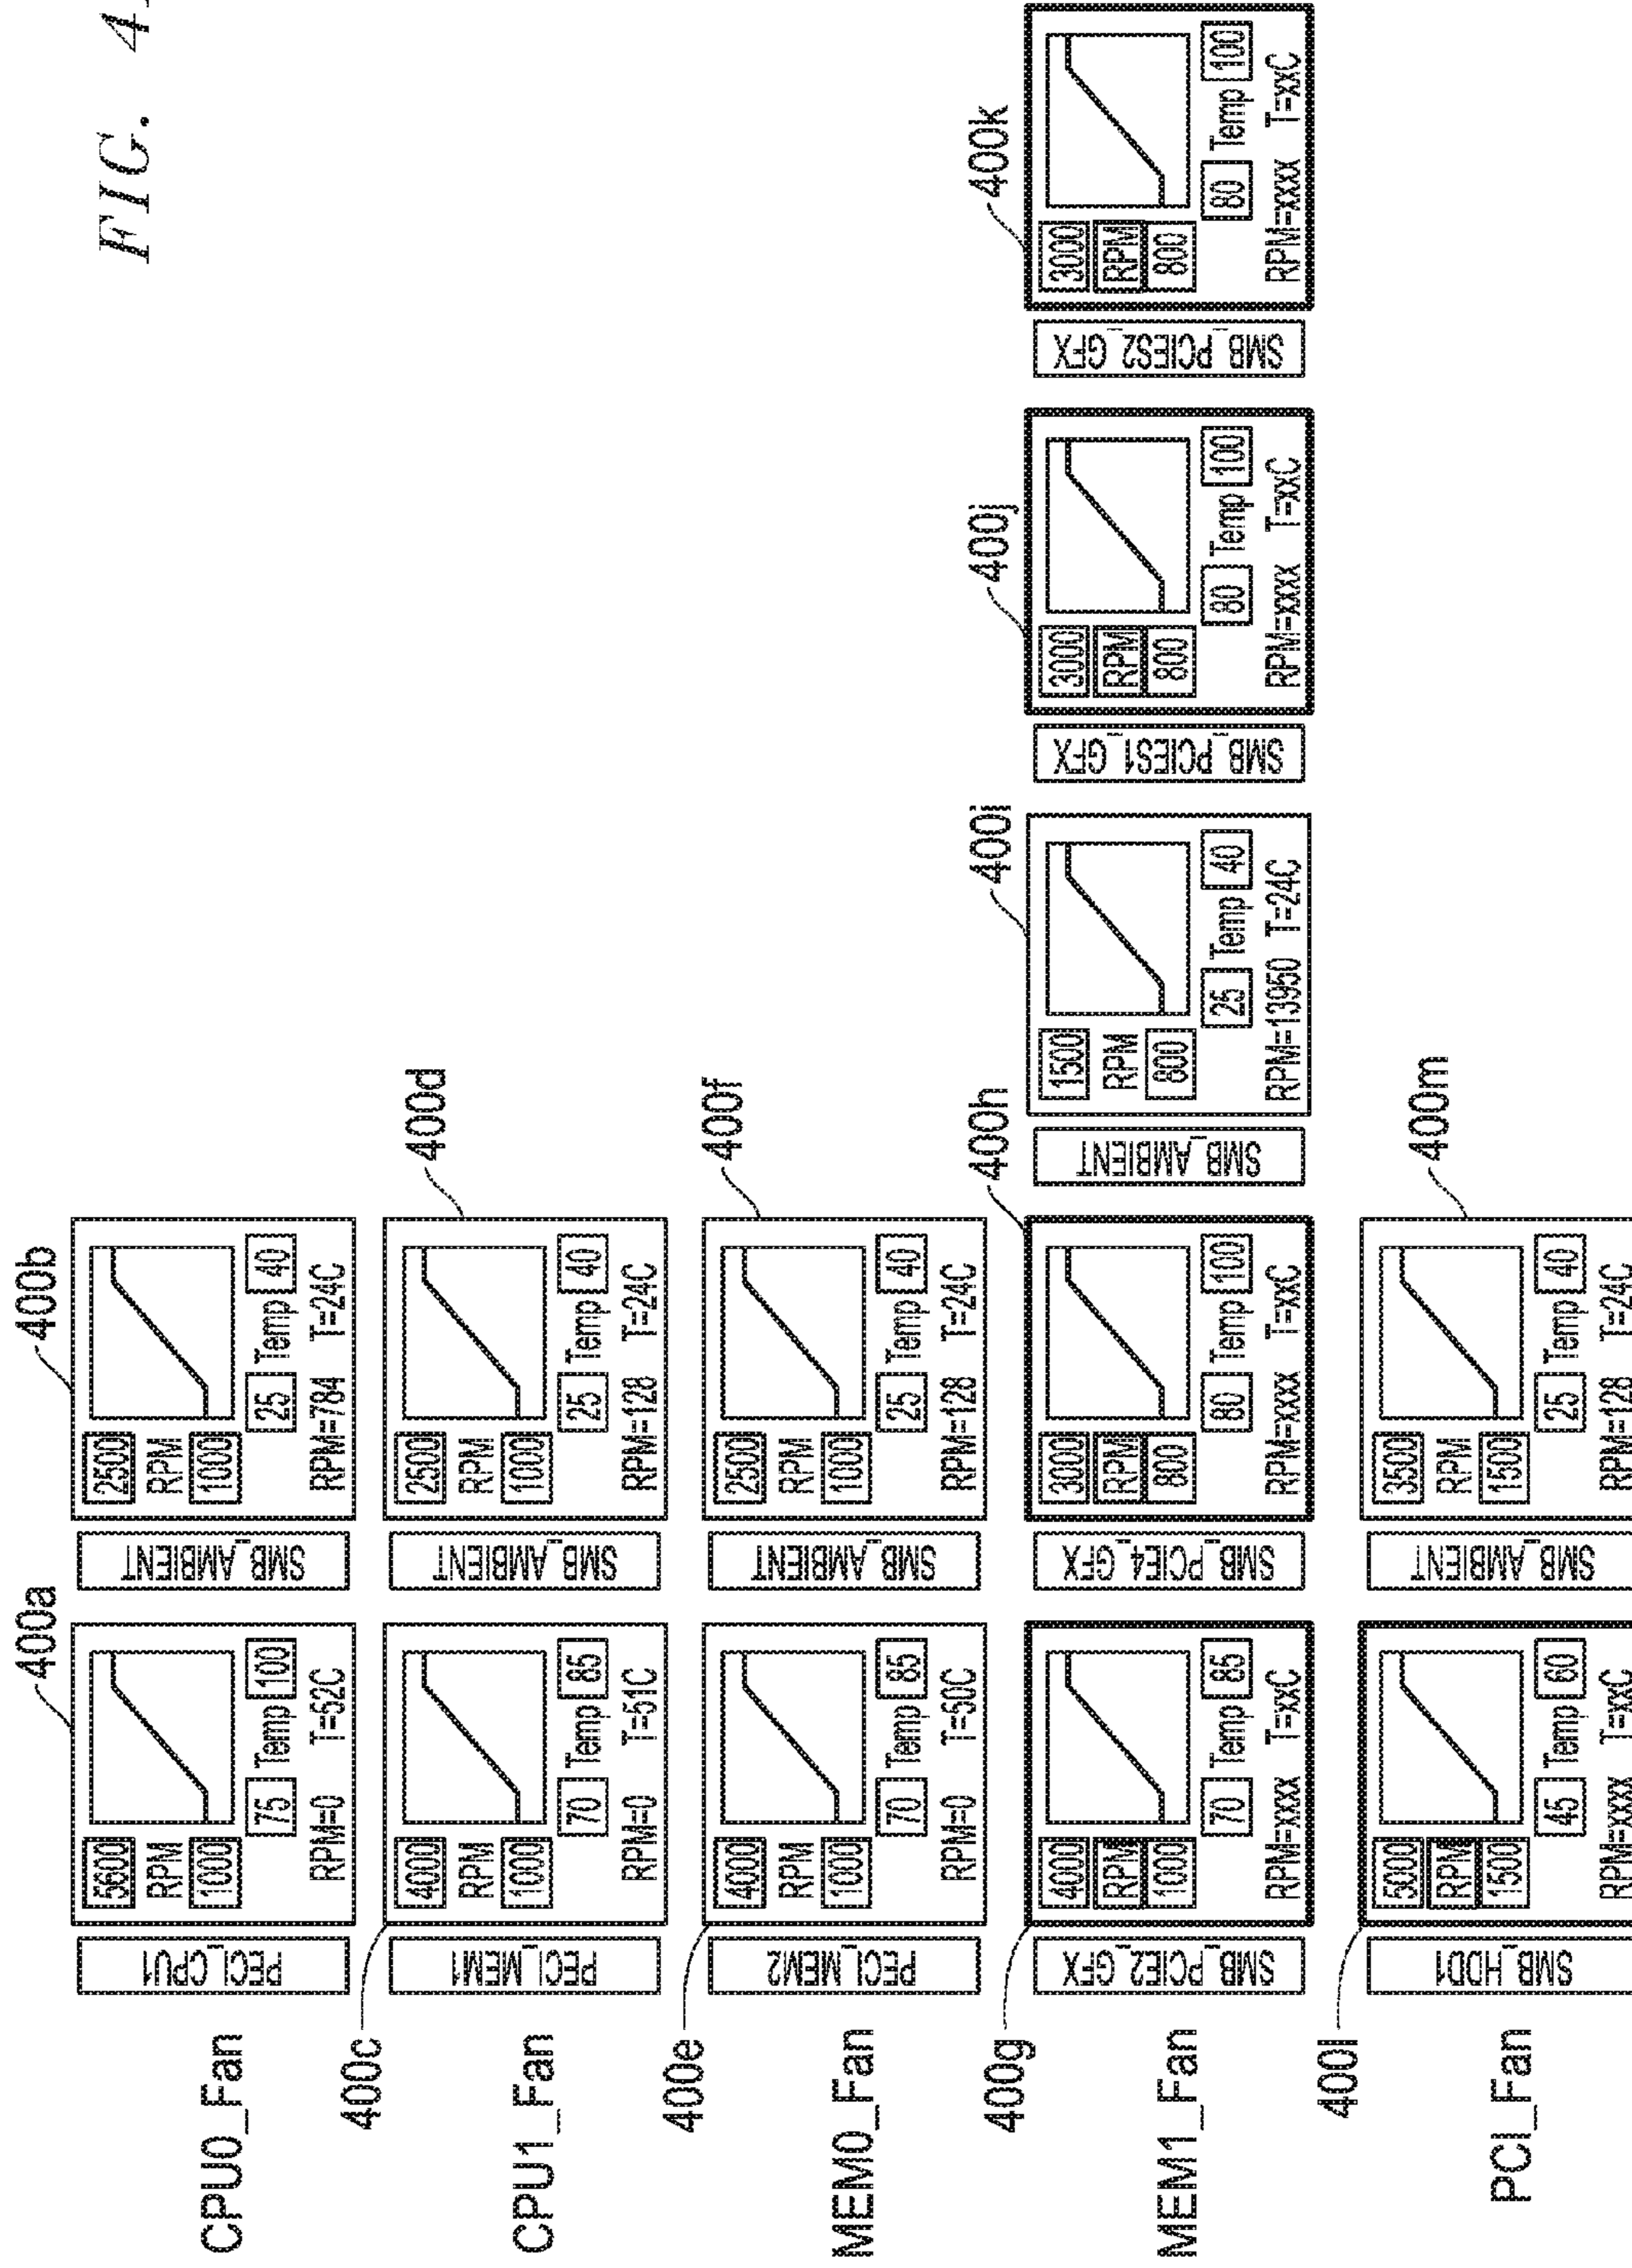 FIG. 4
CPU0_Fan
PECI_CPU1
400a
5600
RPM
1000
75 Temp 100
RPM=0 T=52C
SMB_AMBIENT
400b
2500
RPM
1000
25 Temp 40
RPM=784 T=24C
CPU1_Fan
400c
PECI_MEM1
4000
RPM
1000
70 Temp 85
RPM=0 T=51C
SMB_AMBIENT
400d
2500
RPM
1000
25 Temp 40
RPM=128 T=24C
MEM0_Fan
400e
PECI_MEM2
4000
RPM
1000
70 Temp 85
RPM=0 T=50C
SMB_AMBIENT
400f
2500
RPM
1000
25 Temp 40
RPM=128 T=24C
MEM1_Fan
400g
SMB_PCIE2_GFX
4000
RPM
1000
70 Temp 85
RPM=xxxx T=xxC
SMB_PCIE4_GFX
400h
3000
RPM
800
80 Temp 100
RPM=xxxx T=xxC
SMB_AMBIENT
400i
1500
RPM
800
25 Temp 40
RPM=13950 T=24C
SMB_PCIES1_GFX
400j
3000
RPM
800
80 Temp 100
RPM=xxxx T=xxC
SMB_PCIES2_GFX
400k
3000
RPM
800
80 Temp 100
RPM=xxxx T=xxC
PCI_Fan
400l
SMB_HDD1
5000
RPM
1500
45 Temp 60
RPM=xxxx T=xxC
SMB_AMBIENT
400m
3500
RPM
1500
25 Temp 40
RPM=128 T=24C